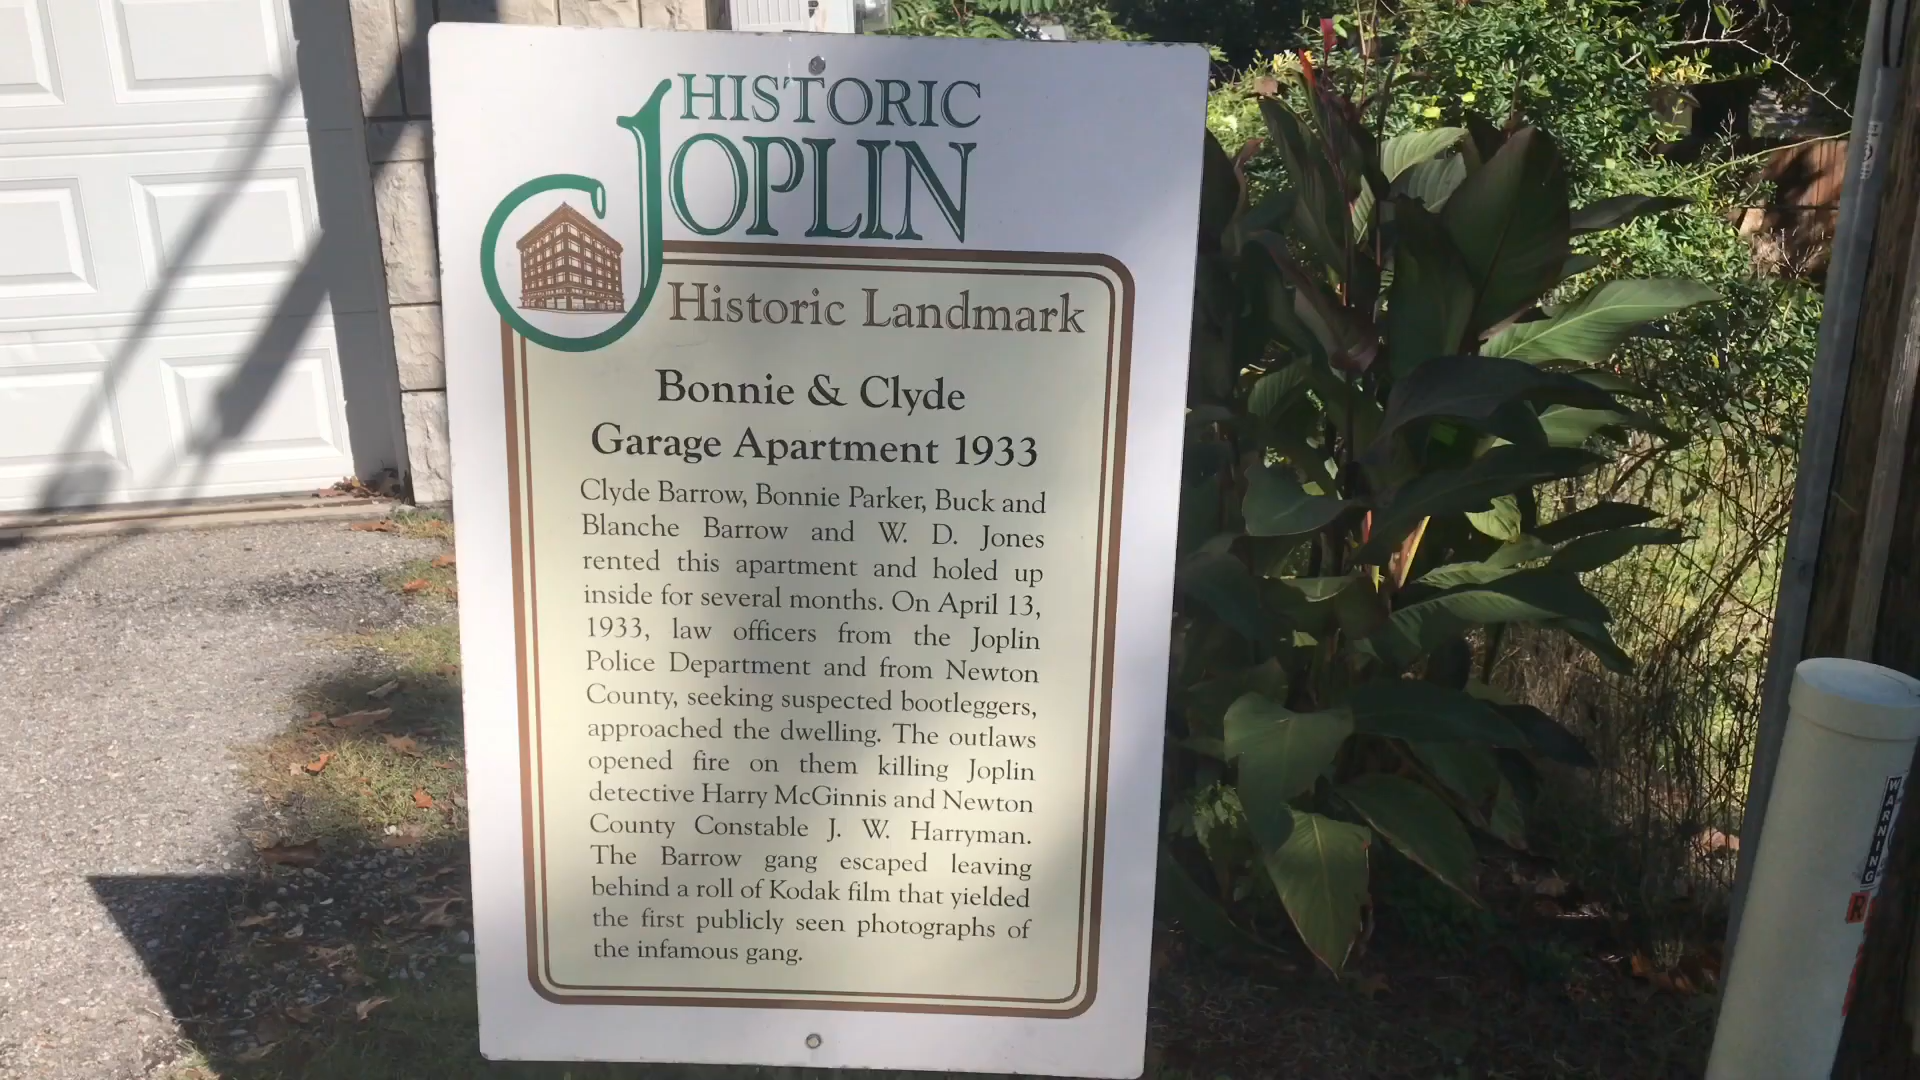 HISTORIC
JOPLIN
Historic Landmark
Bonnie & Clyde
Garage Apartment 1933
Clyde Barrow, Bonnie Parker, Buck and
Blanche Barrow and W. D. Jones
rented this apartment and holed up
inside for several months. On April 13,
1933, law officers from the Joplin
Police Department and from Newton
County, seeking suspected bootleggers,
approached the dwelling. The outlaws
opened fire on them killing Joplin
detective Harry McGinnis and Newton
County Constable J. W. Harryman.
The Barrow gang escaped leaving
behind a roll of Kodak film that yielded
the first publicly seen photographs of
the infamous gang.
WARNING